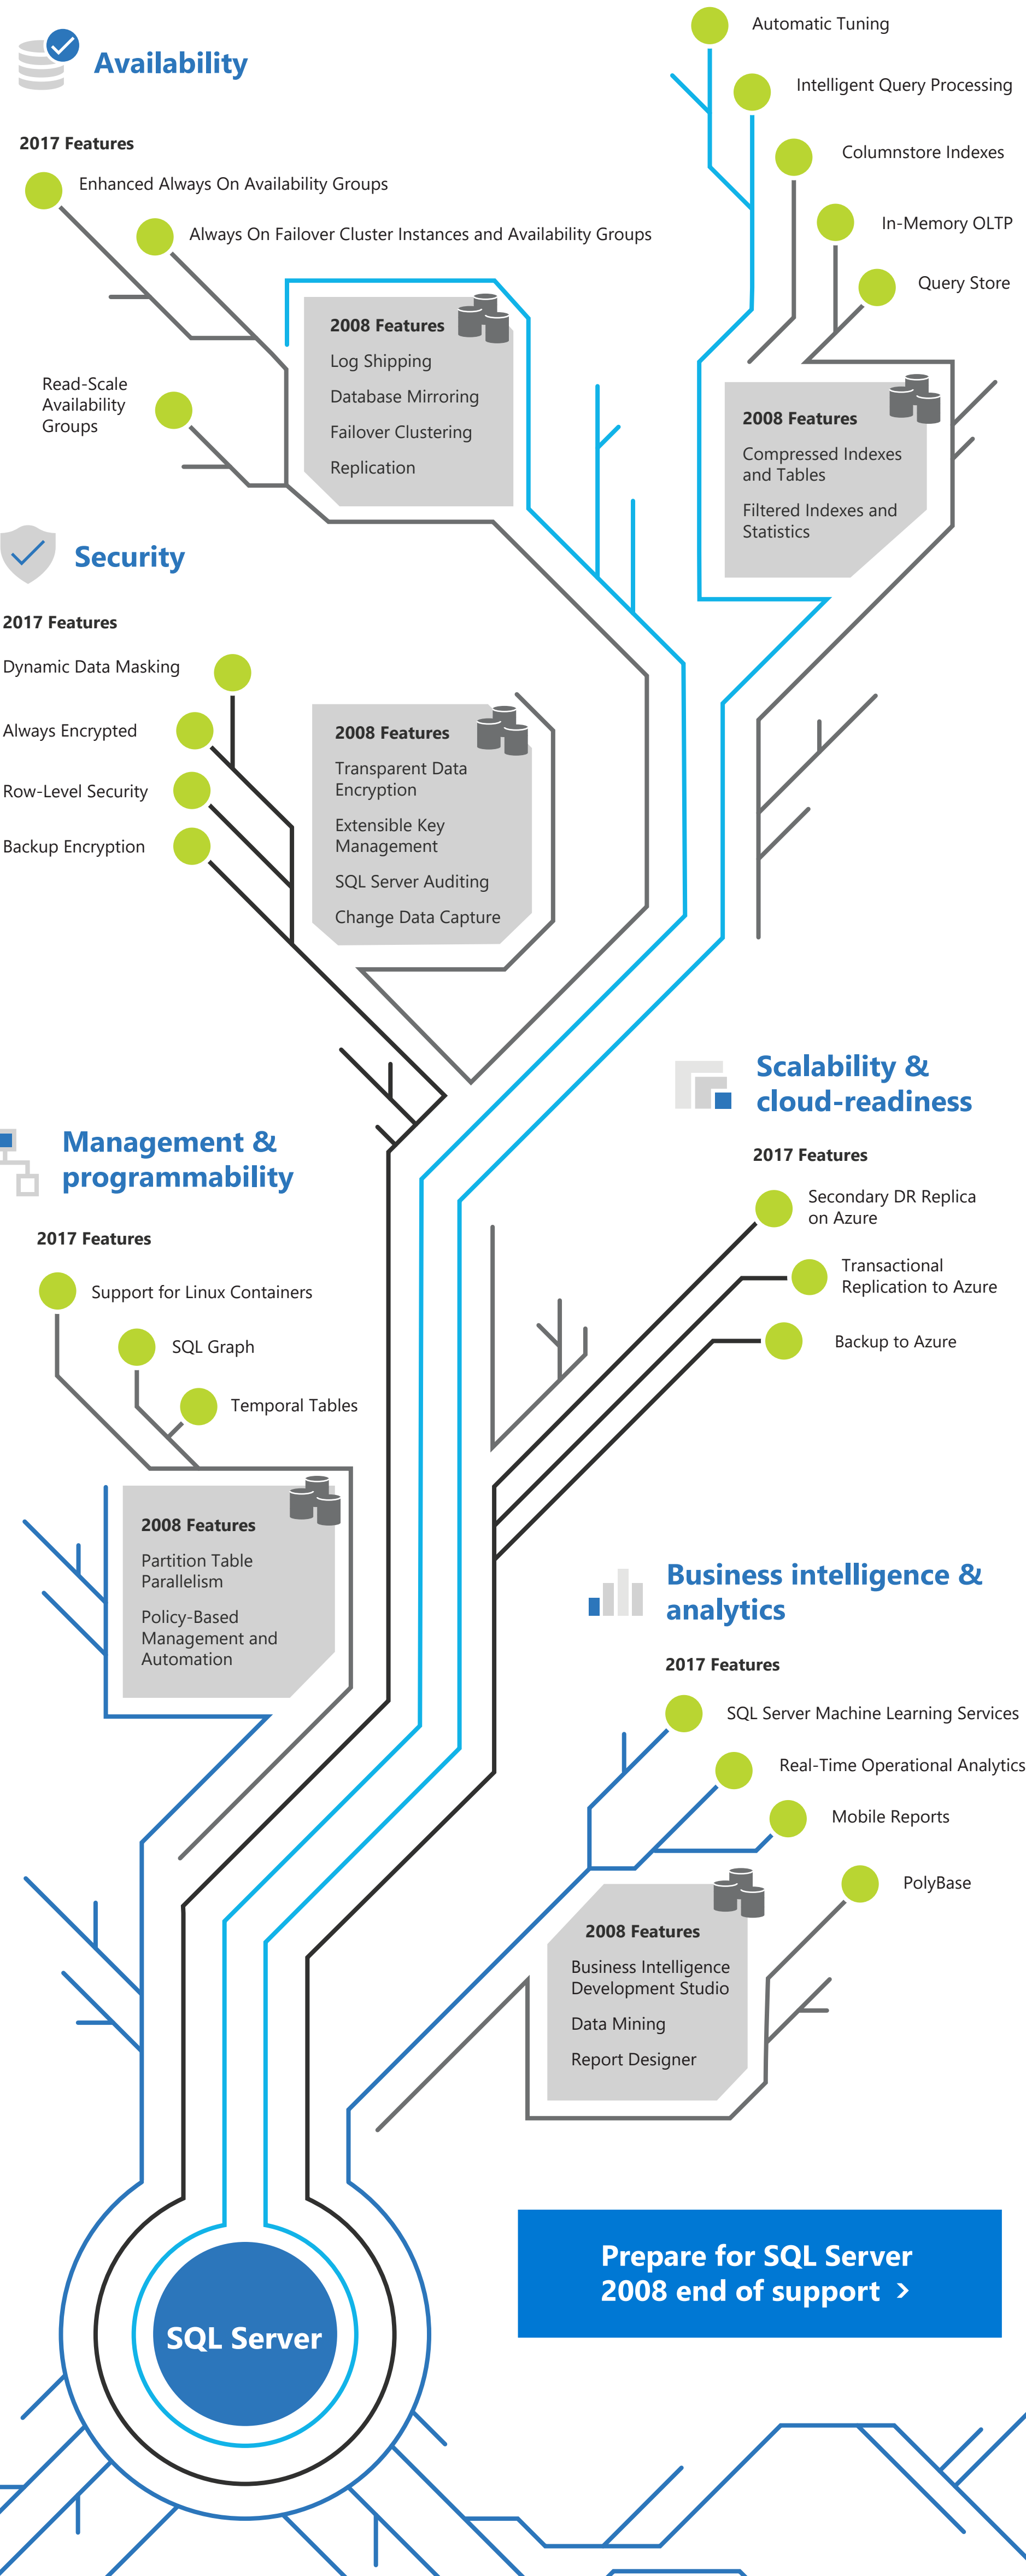 Availability
2017 Features
Enhanced Always On Availability Groups
Always On Failover Cluster Instances and Availability Groups
Read-Scale
Availability
Groups
2008 Features
Log Shipping
Database Mirroring
Failover Clustering
Replication
Automatic Tuning
Intelligent Query Processing
Columnstore Indexes
In-Memory OLTP
Query Store
2008 Features
Compressed Indexes
and Tables
Filtered Indexes and
Statistics
Security
2017 Features
Dynamic Data Masking
Always Encrypted
Row-Level Security
Backup Encryption
2008 Features
Transparent Data
Encryption
Extensible Key
Management
SQL Server Auditing
Change Data Capture
Scalability &
cloud-readiness
2017 Features
Secondary DR Replica
on Azure
Transactional
Replication to Azure
Backup to Azure
Management &
programmability
2017 Features
Support for Linux Containers
SQL Graph
Temporal Tables
2008 Features
Partition Table
Parallelism
Policy-Based
Management and
Automation
Business intelligence &
analytics
2017 Features
SQL Server Machine Learning Services
Real-Time Operational Analytics
Mobile Reports
PolyBase
2008 Features
Business Intelligence
Development Studio
Data Mining
Report Designer
Prepare for SQL Server
2008 end of support >
SQL Server